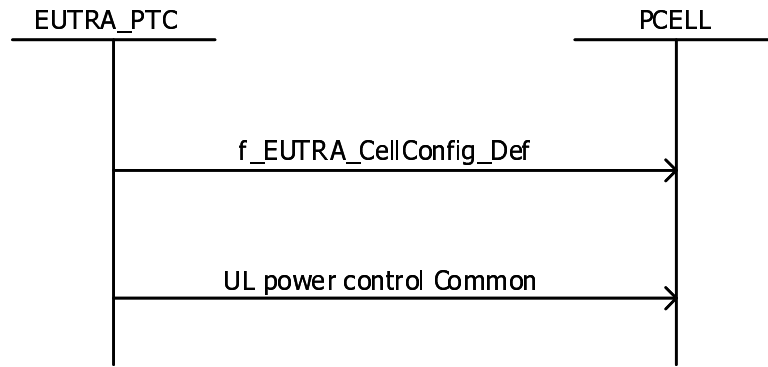 EUTRA_PTC
PCELL
f_EUTRA_CellConfig_Def
UL power control Common